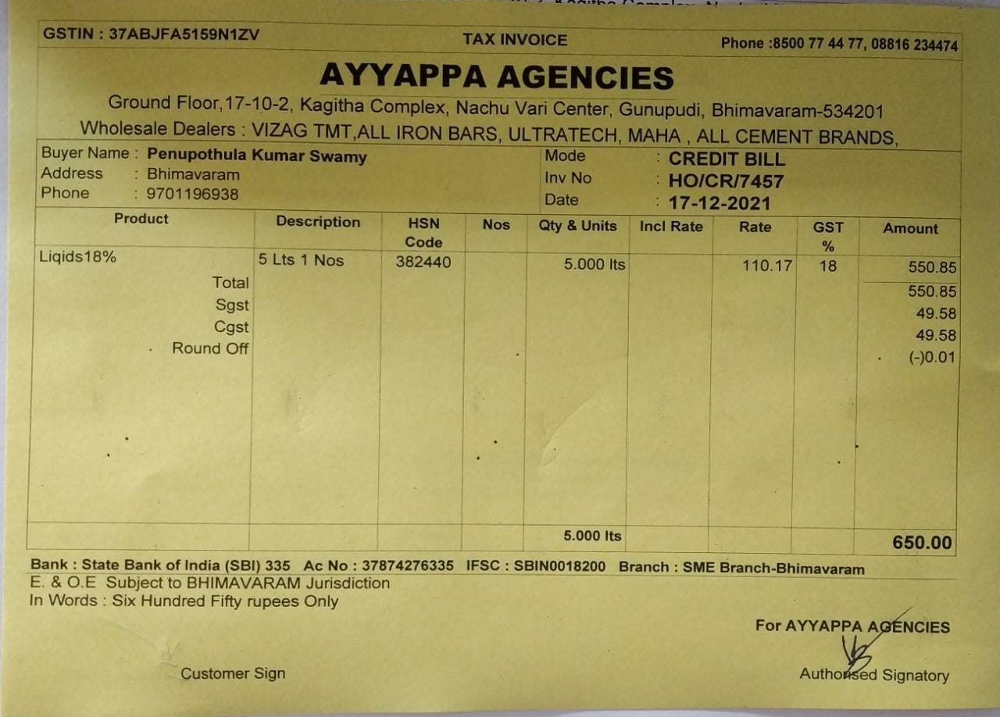 GSTIN : 37ABJFA5159N1ZV TAX INVOICE Phone :8500 77 44 77, 08816 234474
AYYAPPA AGENCIES
Ground Floor,17-10-2, Kagitha Complex, Nachu Vari Center, Gunupudi, Bhimavaram-534201
Wholesale Dealers : VIZAG TMT,ALL IRON BARS, ULTRATECH, MAHA , ALL CEMENT BRANDS,
Buyer Name : Penupothula Kumar Swamy Mode : CREDIT BILL
Address : Bhimavaram Inv No : HO/CR/7457
Phone : 9701196938 Date : 17-12-2021
Product Description HSN Code Nos Qty & Units Incl Rate Rate GST % Amount
Liqids18% 5 Lts 1 Nos 382440 5.000 lts 110.17 18 550.85
Total 550.85
Sgst 49.58
Cgst 49.58
Round Off (-)0.01
5.000 lts 650.00
Bank : State Bank of India (SBI) 335 Ac No : 37874276335 IFSC : SBIN0018200 Branch : SME Branch-Bhimavaram
E. & O.E Subject to BHIMAVARAM Jurisdiction
In Words : Six Hundred Fifty rupees Only
For AYYAPPA AGENCIES
Customer Sign Authorised Signatory